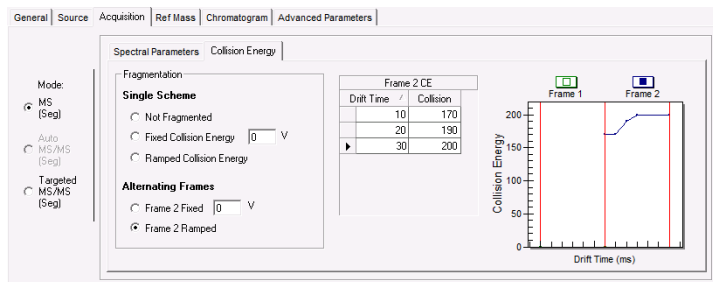 General Source Acquisition Ref Mass Chromatogram Advanced Parameters
Spectral Parameters Collision Energy
Mode:
MS
(Seg)
Auto
MS/MS
(Seg)
Targeted
MS/MS
(Seg)
Fragmentation
Single Scheme
Not Fragmented
Fixed Collision Energy 0 V
Ramped Collision Energy
Alternating Frames
Frame 2 Fixed 0 V
Frame 2 Ramped
Frame 2 CE
Drift Time / Collision
10 170
20 190
30 200
Frame 1 Frame 2
Collision Energy
200
150
100
50
0
Drift Time (ms)